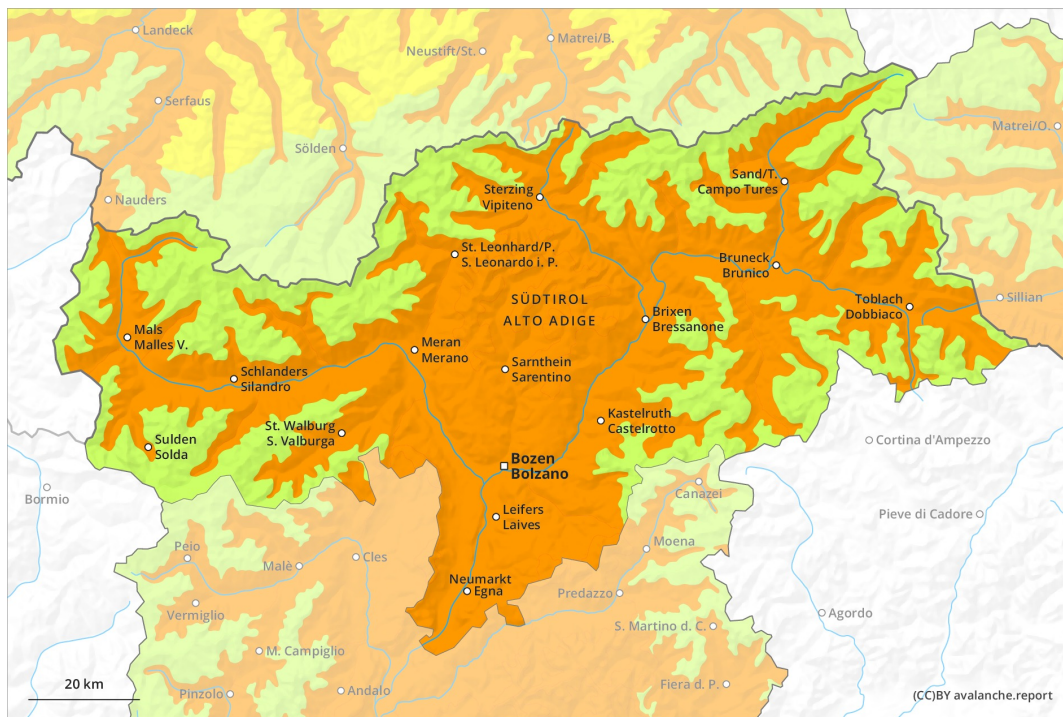 Landeck
Matrei/B.
Neustift/St.
Serfaus
Matrei/O.
Sölden
Sand/T.
Campo Tures
Sterzing
Vipiteno
Nauders
St. Leonhard/P.
S. Leonardo i. P.
Bruneck
Brunico
SÜDTIROL
ALTO ADIGE
Toblach
Dobbiaco
Sillian
Brixen
Bressanone
Mals
Malles V.
Meran
Merano
Sarnthein
Sarentino
Schlanders
Silandro
Kastelruth
Castelrotto
St. Walburg
S. Valburga
Sulden
Solda
Cortina d'Ampezzo
Bozen
Bolzano
Bormio
Canazei
Leifers
Laives
Pieve di Cadore
Moena
Peio
Cles
Malè
Neumarkt
Egna
Predazzo
Vermiglio
Agordo
S. Martino d. C.
M. Campiglio
20 km
Pinzolo
Andalo
Fiera d. P.
(CC)BY avalanche.report